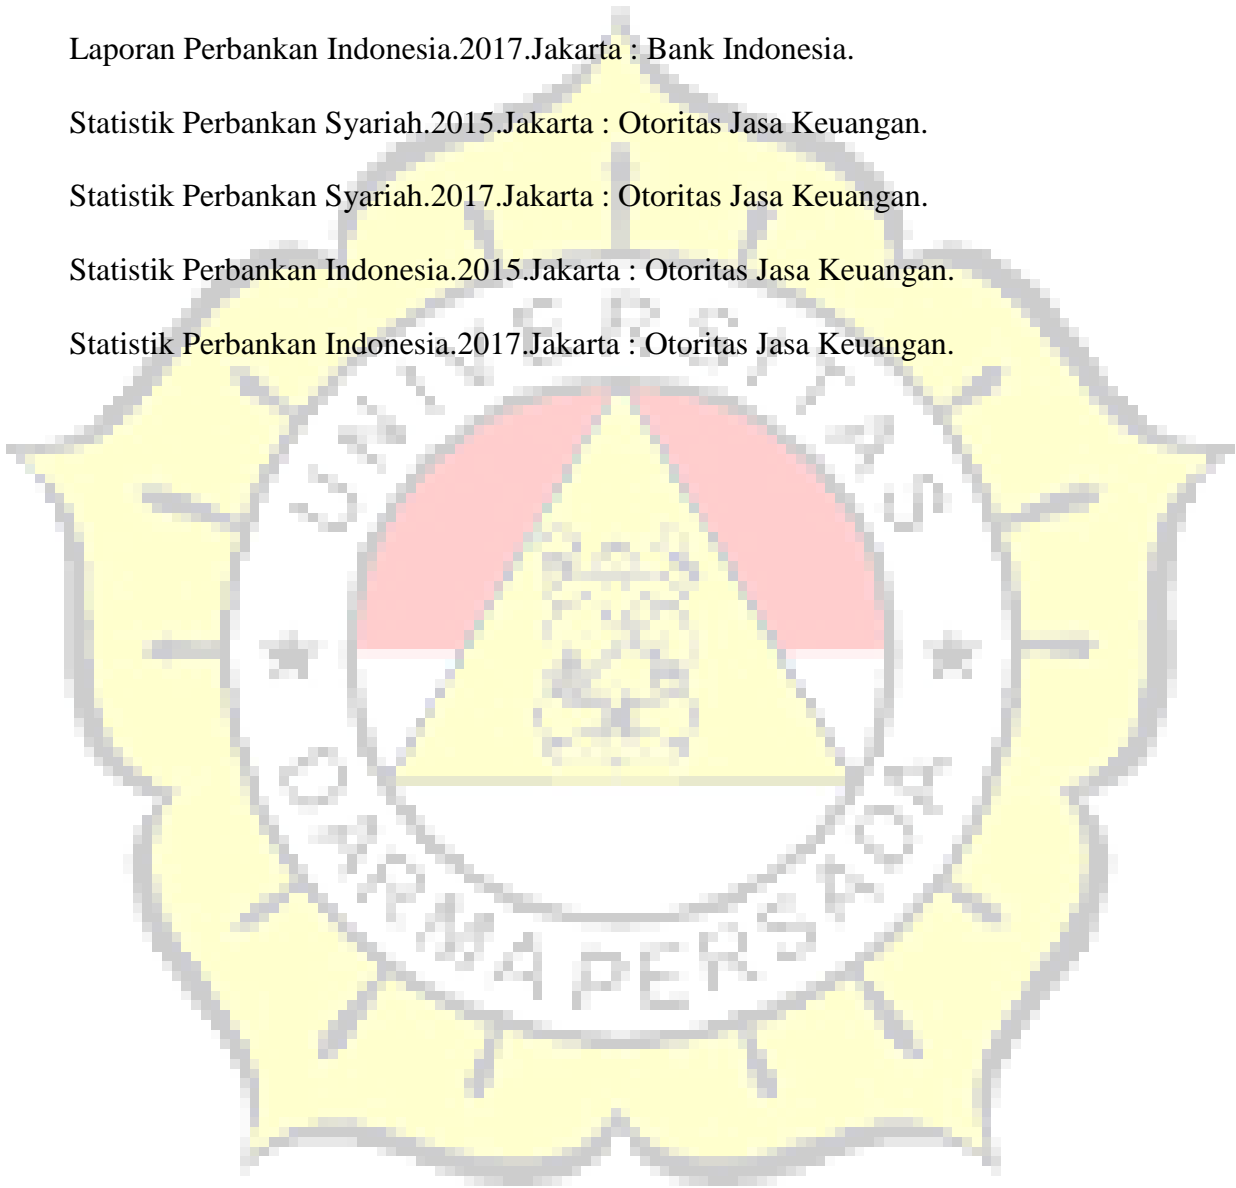 Laporan Perbankan Indonesia.2017.Jakarta : Bank Indonesia.
Statistik Perbankan Syariah.2015.Jakarta : Otoritas Jasa Keuangan.
Statistik Perbankan Syariah.2017.Jakarta : Otoritas Jasa Keuangan.
Statistik Perbankan Indonesia.2015.Jakarta : Otoritas Jasa Keuangan.
Statistik Perbankan Indonesia.2017.Jakarta : Otoritas Jasa Keuangan.
UNIVERSITAS
DARMA PERSADA